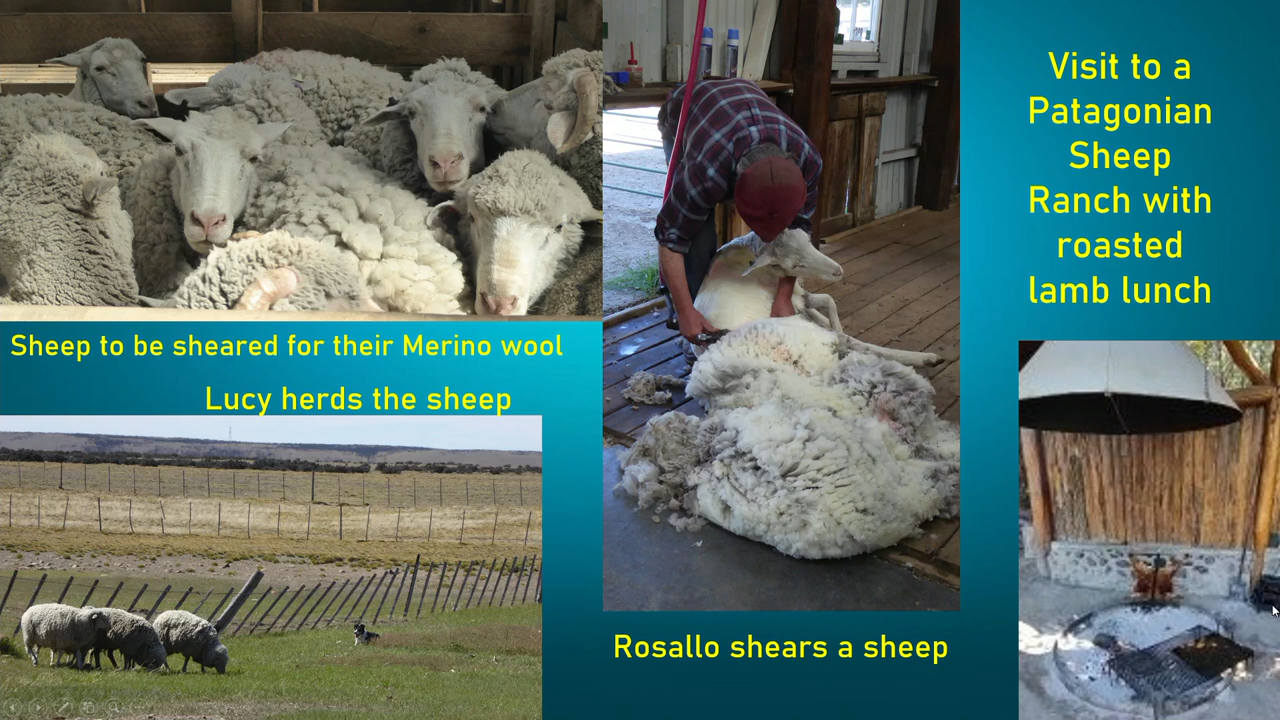 Visit to a
Patagonian
Sheep
Ranch with
roasted
lamb lunch
Sheep to be sheared for their Merino wool
Lucy herds the sheep
Rosallo shears a sheep